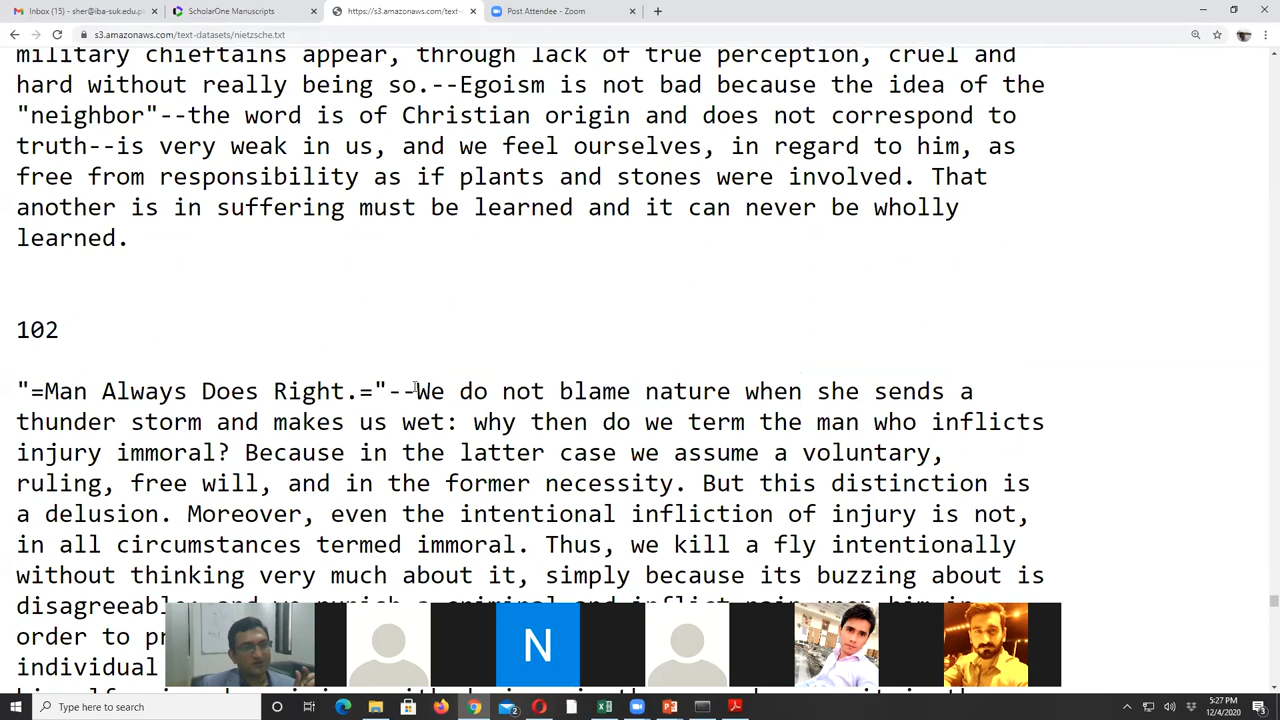 Inbox (15) - sher@iba-suk.edu.p
ScholarOne Manuscripts
https://s3.amazonaws.com/text-
Post Attendee - Zoom
s3.amazonaws.com/text-datasets/nietzsche.txt
military chieftains appear, through lack of true perception, cruel and
hard without really being so.--Egoism is not bad because the idea of the
"neighbor"--the word is of Christian origin and does not correspond to
truth--is very weak in us, and we feel ourselves, in regard to him, as
free from responsibility as if plants and stones were involved. That
another is in suffering must be learned and it can never be wholly
learned.
102
"=Man Always Does Right.="--We do not blame nature when she sends a
thunder storm and makes us wet: why then do we term the man who inflicts
injury immoral? Because in the latter case we assume a voluntary,
ruling, free will, and in the former necessity. But this distinction is
a delusion. Moreover, even the intentional infliction of injury is not,
in all circumstances termed immoral. Thus, we kill a fly intentionally
without thinking very much about it, simply because its buzzing about is
order to
individual
N
Type here to search
5:27 PM
12/4/2020